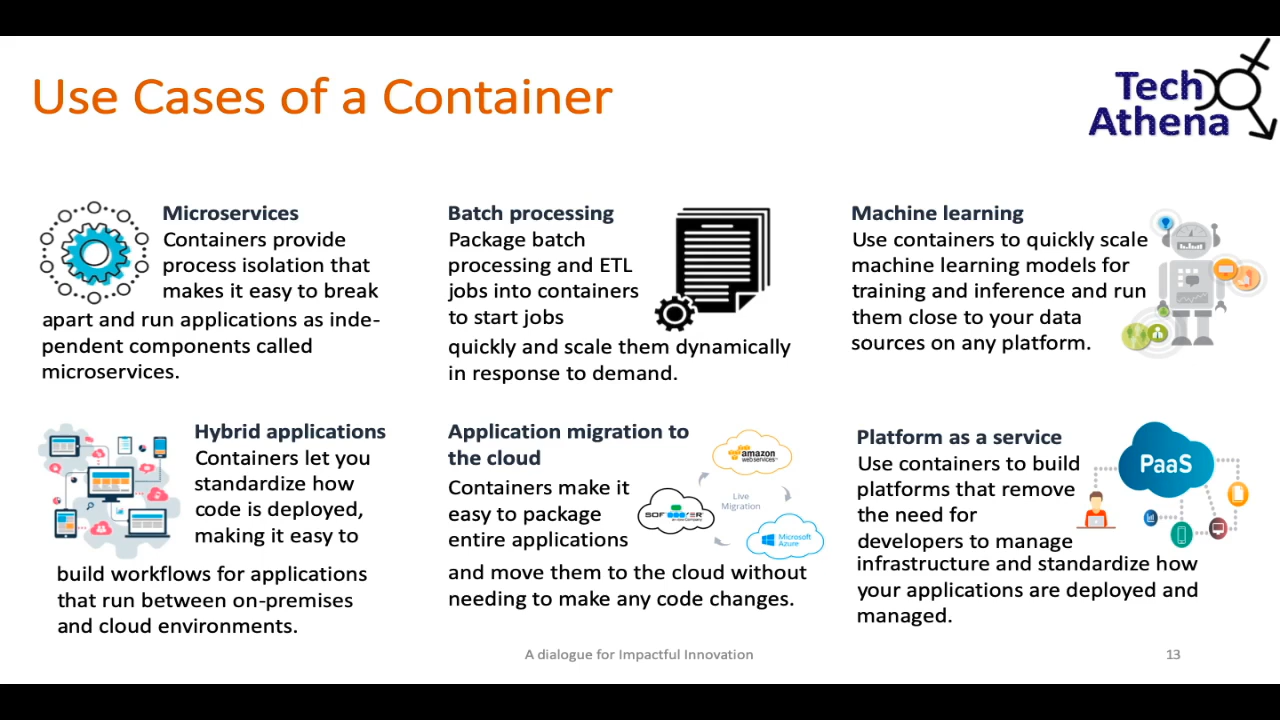 Use Cases of a Container
Tech
Athena
Microservices
Containers provide
process isolation that
makes it easy to break
apart and run applications as inde-
pendent components called
microservices.
Batch processing
Package batch
processing and ETL
jobs into containers
to start jobs
quickly and scale them dynamically
in response to demand.
Machine learning
Use containers to quickly scale
machine learning models for
training and inference and run
them close to your data
sources on any platform.
Hybrid applications
Containers let you
standardize how
code is deployed,
making it easy to
build workflows for applications
that run between on-premises
and cloud environments.
Application migration to
the cloud
Containers make it
easy to package
entire applications
and move them to the cloud without
needing to make any code changes.
amazon
web services
Live
Migration
Microsoft
Azure
Platform as a service
Use containers to build
platforms that remove
the need for
developers to manage
infrastructure and standardize how
your applications are deployed and
managed.
PaaS
A dialogue for Impactful Innovation
13